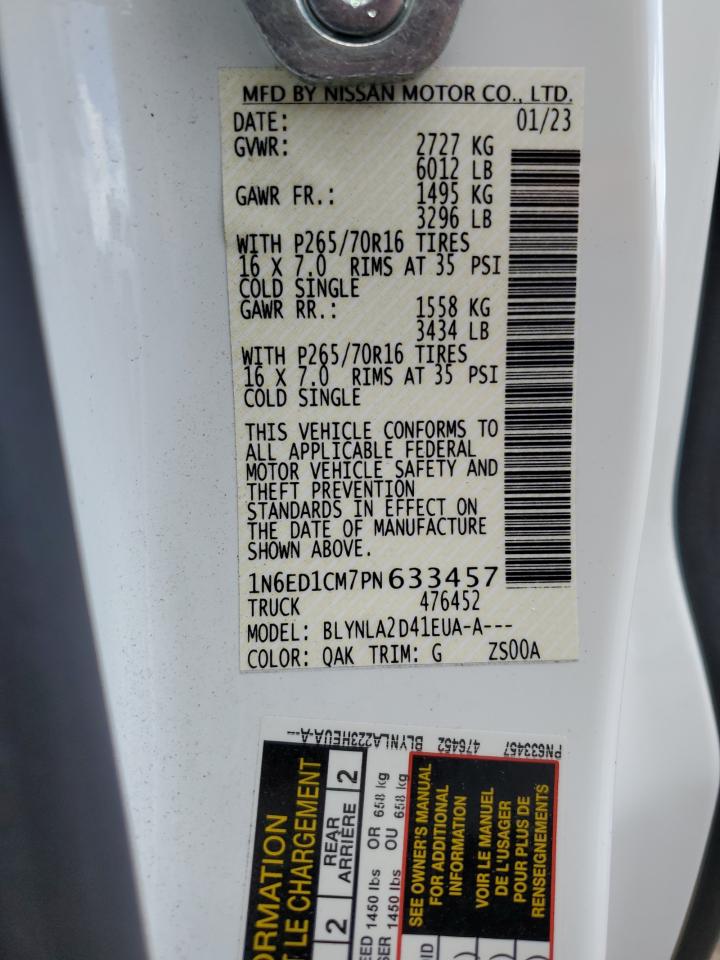 MFD BY NISSAN MOTOR CO., LTD.
DATE: 01/23
GVWR: 2727 KG
6012 LB
GAWR FR.: 1495 KG
3296 LB
WITH P265/70R16 TIRES
16 X 7.0 RIMS AT 35 PSI
COLD SINGLE
GAWR RR.: 1558 KG
3434 LB
WITH P265/70R16 TIRES
16 X 7.0 RIMS AT 35 PSI
COLD SINGLE
THIS VEHICLE CONFORMS TO
ALL APPLICABLE FEDERAL
MOTOR VEHICLE SAFETY AND
THEFT PREVENTION
STANDARDS IN EFFECT ON
THE DATE OF MANUFACTURE
SHOWN ABOVE.
1N6ED1CM7PN633457
TRUCK 476452
MODEL: BLYNLA2D41EUA-A---
COLOR: QAK TRIM: G ZS00A
PN633457 476452 BLYNLA223HEUA-A--
LE CHARGEMENT
2 REAR 2
ARRIÈRE
1450 lbs OR 658 kg
1450 lbs OU 658 kg
SEE OWNER'S MANUAL
FOR ADDITIONAL
INFORMATION
VOIR LE MANUEL
DE L'USAGER
POUR PLUS DE
RENSEIGNEMENTS